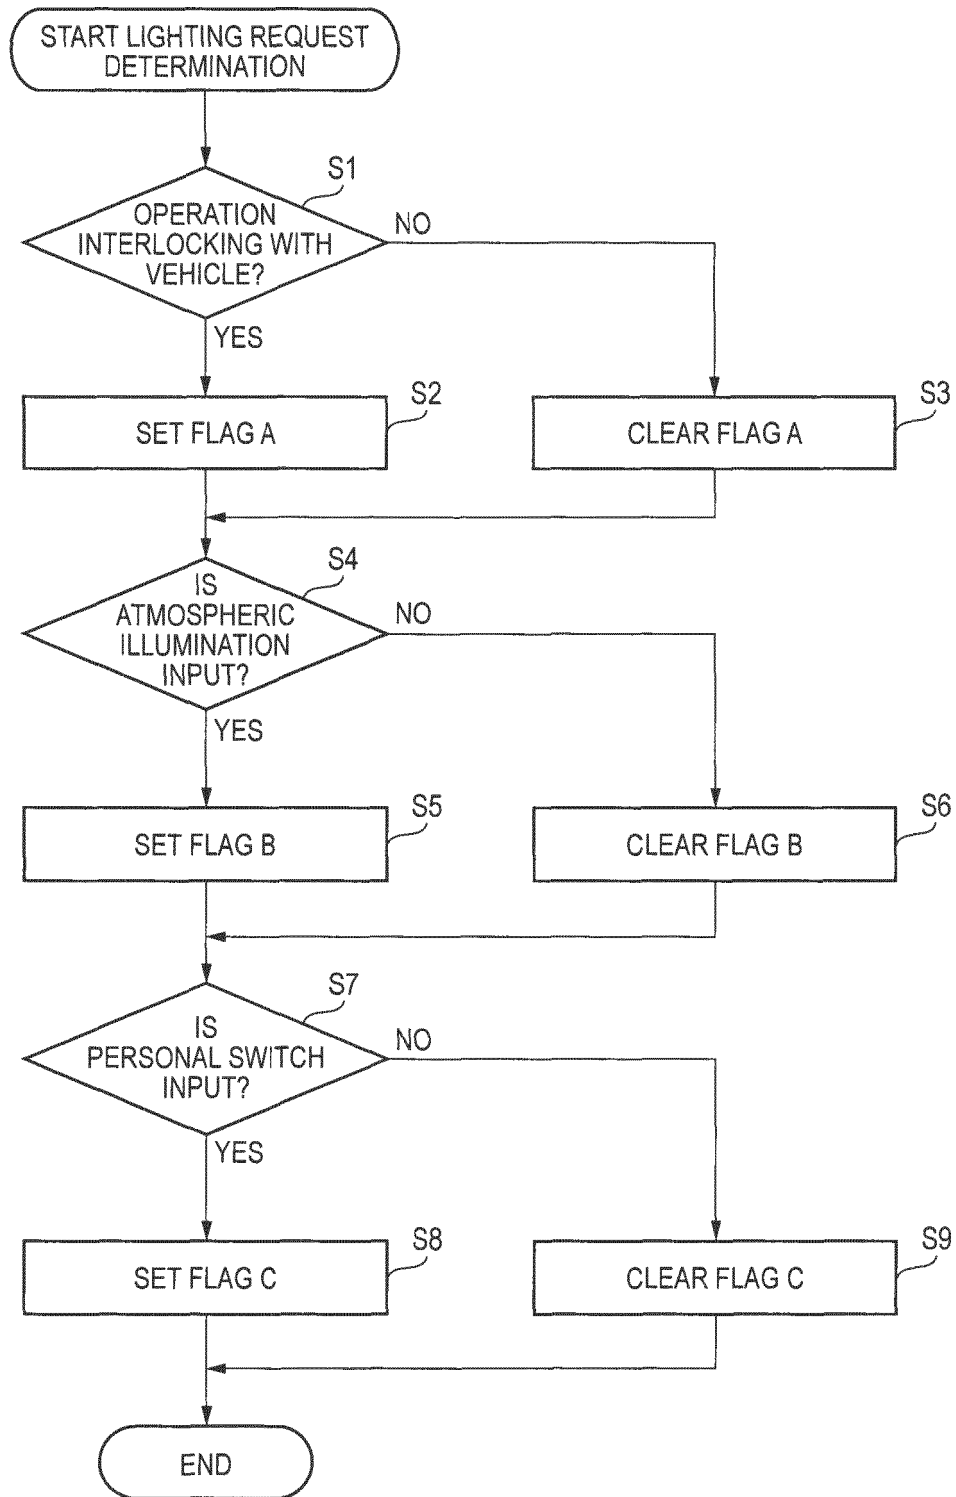 START LIGHTING REQUEST
DETERMINATION
S1
OPERATION
INTERLOCKING WITH
VEHICLE?
NO
YES
S2
SET FLAG A
S3
CLEAR FLAG A
S4
IS
ATMOSPHERIC
ILLUMINATION
INPUT?
NO
YES
S5
SET FLAG B
S6
CLEAR FLAG B
S7
IS
PERSONAL SWITCH
INPUT?
NO
YES
S8
SET FLAG C
S9
CLEAR FLAG C
END